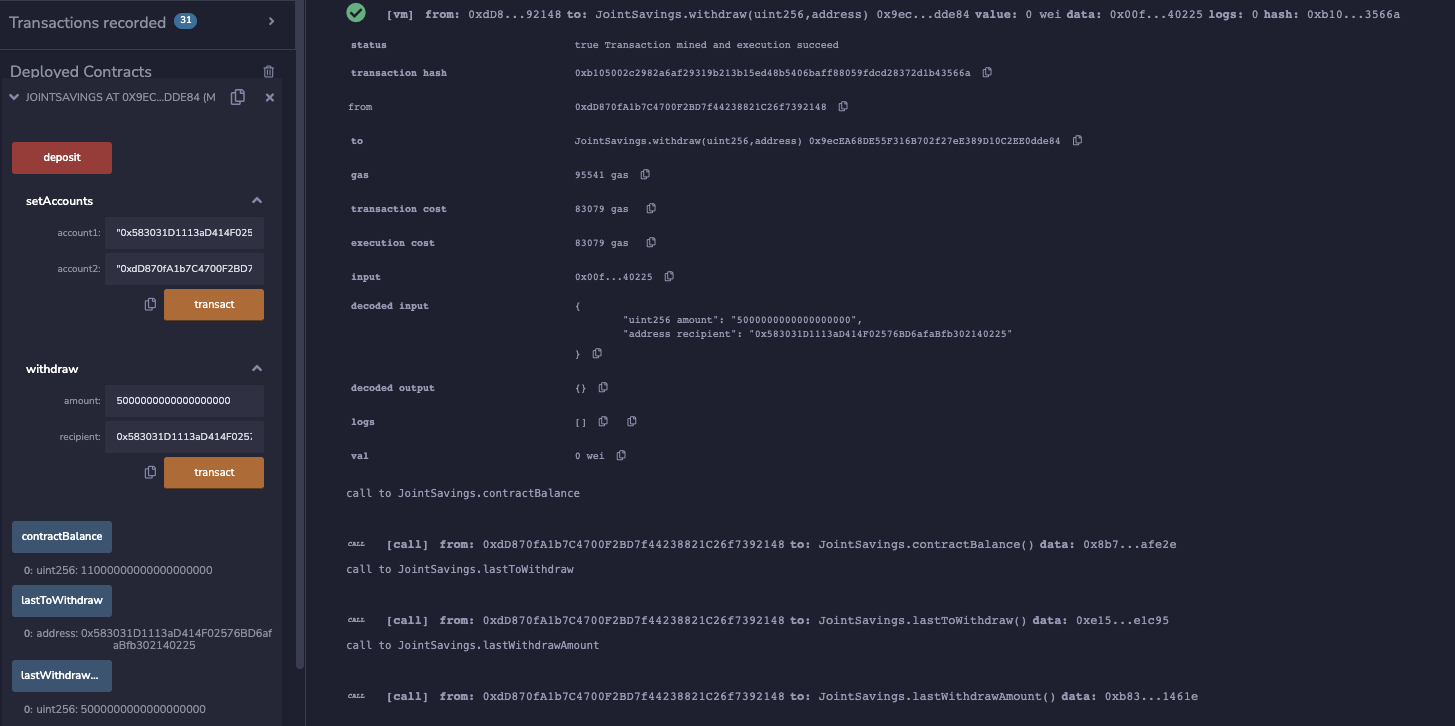 Transactions recorded 31
Deployed Contracts
JOINTSAVINGS AT 0X9EC...DDE84 (M
deposit
setAccounts
account1: "0x583031D1113aD414F025
account2: "0xdD870fA1b7C4700F2BD7
transact
withdraw
amount: 5000000000000000000
recipient: 0x583031D1113aD414F0257
transact
contractBalance
0: uint256: 11000000000000000000
lastToWithdraw
0: address: 0x583031D1113aD414F02576BD6af
aBfb302140225
lastWithdraw...
0: uint256: 5000000000000000000
[vm] from: 0xdD8...92148 to: JointSavings.withdraw(uint256,address) 0x9ec...dde84 value: 0 wei data: 0x00f...40225 logs: 0 hash: 0xb10...3566a
status true Transaction mined and execution succeed
transaction hash 0xb105002c2982a6af29319b213b15ed48b5406baff88059fdcd28372d1b43566a
from 0xdD870fA1b7C4700F2BD7f44238821C26f7392148
to JointSavings.withdraw(uint256,address) 0x9ecEA68DE55F316B702f27eE389D10C2EE0dde84
gas 95541 gas
transaction cost 83079 gas
execution cost 83079 gas
input 0x00f...40225
decoded input {
"uint256 amount": "5000000000000000000",
"address recipient": "0x583031D1113aD414F02576BD6afaBfb302140225"
}
decoded output {}
logs []
val 0 wei
call to JointSavings.contractBalance
CALL [call] from: 0xdD870fA1b7C4700F2BD7f44238821C26f7392148 to: JointSavings.contractBalance() data: 0x8b7...afe2e
call to JointSavings.lastToWithdraw
CALL [call] from: 0xdD870fA1b7C4700F2BD7f44238821C26f7392148 to: JointSavings.lastToWithdraw() data: 0xe15...e1c95
call to JointSavings.lastWithdrawAmount
CALL [call] from: 0xdD870fA1b7C4700F2BD7f44238821C26f7392148 to: JointSavings.lastWithdrawAmount() data: 0xb83...1461e